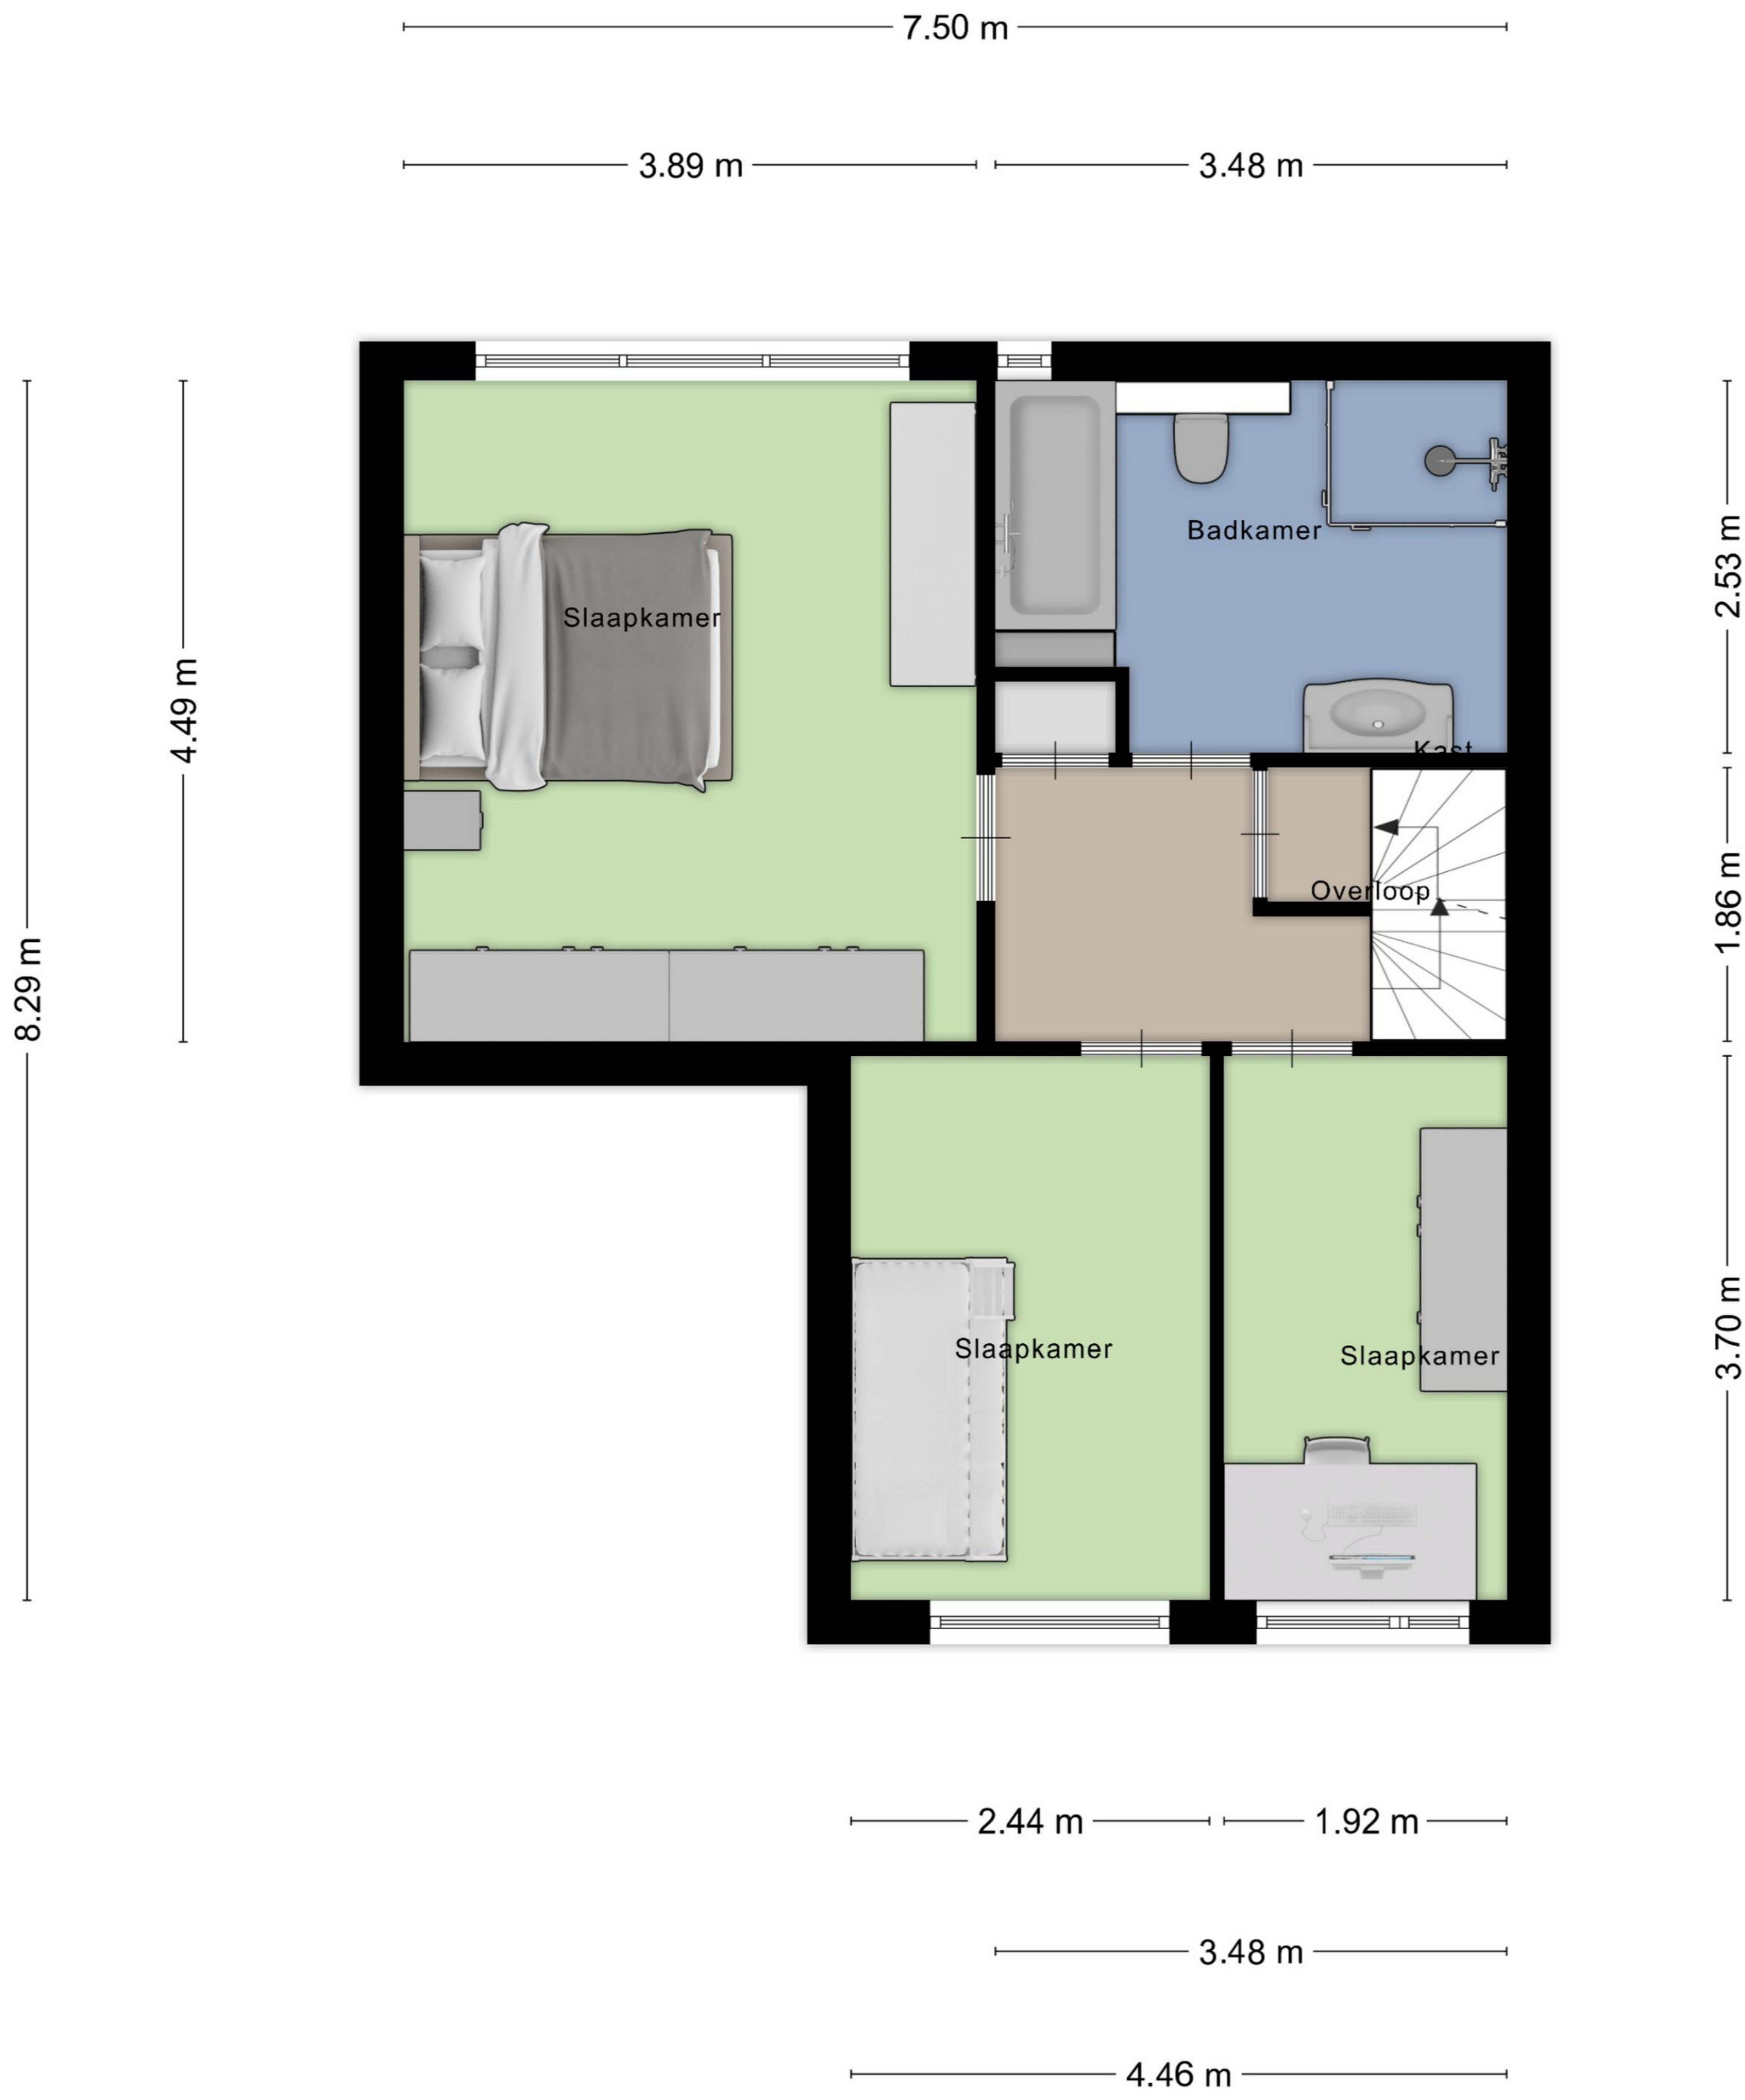 7.50 m
3.89 m
3.48 m
Badkamer
Slaapkamer
2.53 m
4.49 m
Kast
Overloop
1.86 m
8.29 m
Slaapkamer
Slaapkamer
3.70 m
2.44 m
1.92 m
3.48 m
4.46 m